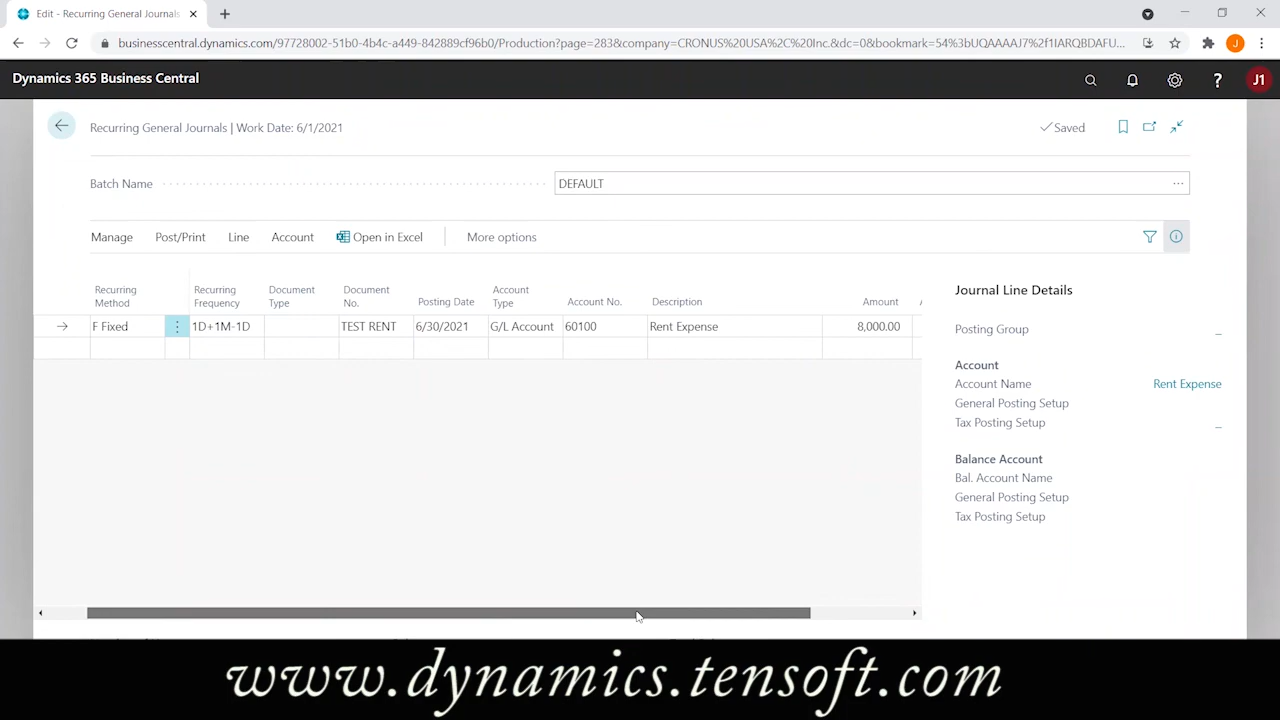 Edit - Recurring General Journals
businesscentral.dynamics.com/97728002-51b0-4b4c-a449-842889cf96b0/Production?page=283&company=CRONUS%20USA%2C%20Inc.&dc=0&bookmark=54%3bUQAAAAJ7%2f1IARQBDAFU...
J
Dynamics 365 Business Central
?
J1
Recurring General Journals | Work Date: 6/1/2021
Saved
Batch Name
DEFAULT
...
Manage Post/Print Line Account Open in Excel More options
Recurring Method Recurring Frequency Document Type Document No. Posting Date Account Type Account No. Description Amount
F Fixed 1D+1M-1D TEST RENT 6/30/2021 G/L Account 60100 Rent Expense 8,000.00
Journal Line Details
Posting Group _
Account
Account Name Rent Expense
General Posting Setup
Tax Posting Setup _
Balance Account
Bal. Account Name
General Posting Setup
Tax Posting Setup
www.dynamics.tensoft.com